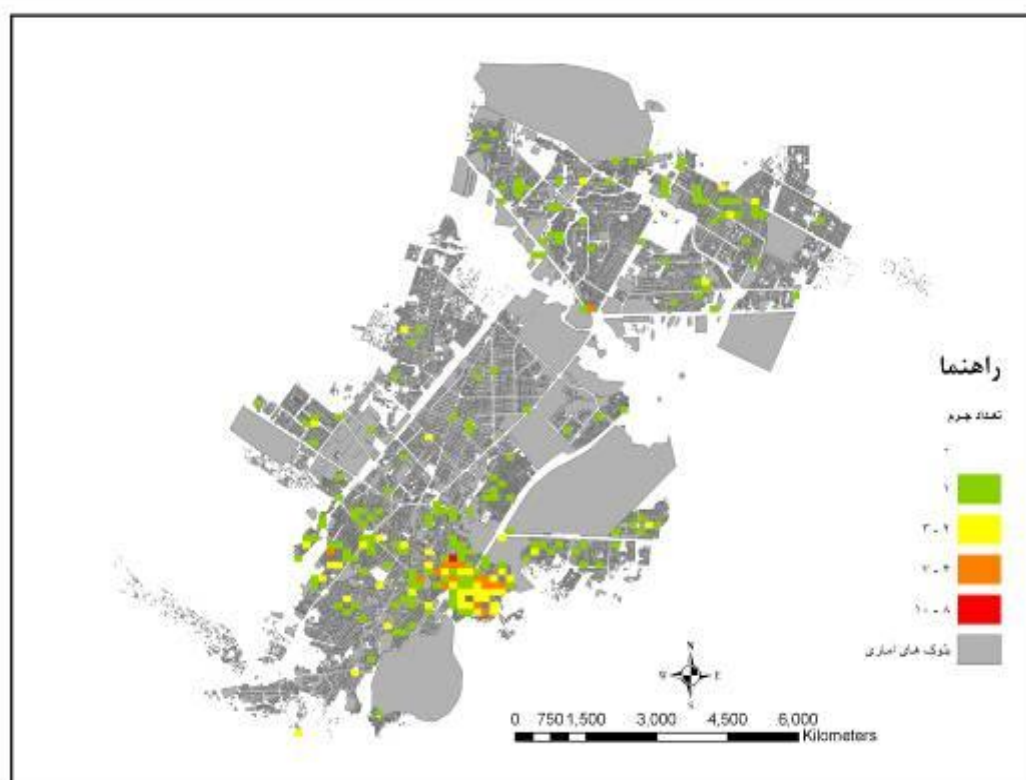 راهنما
تعداد جرم
۰
۱
۳ - ۲
۷ - ۴
۱۰ - ۸
بلوک های اماری
N
W E
S
0 750 1,500 3,000 4,500 6,000
Kilometers